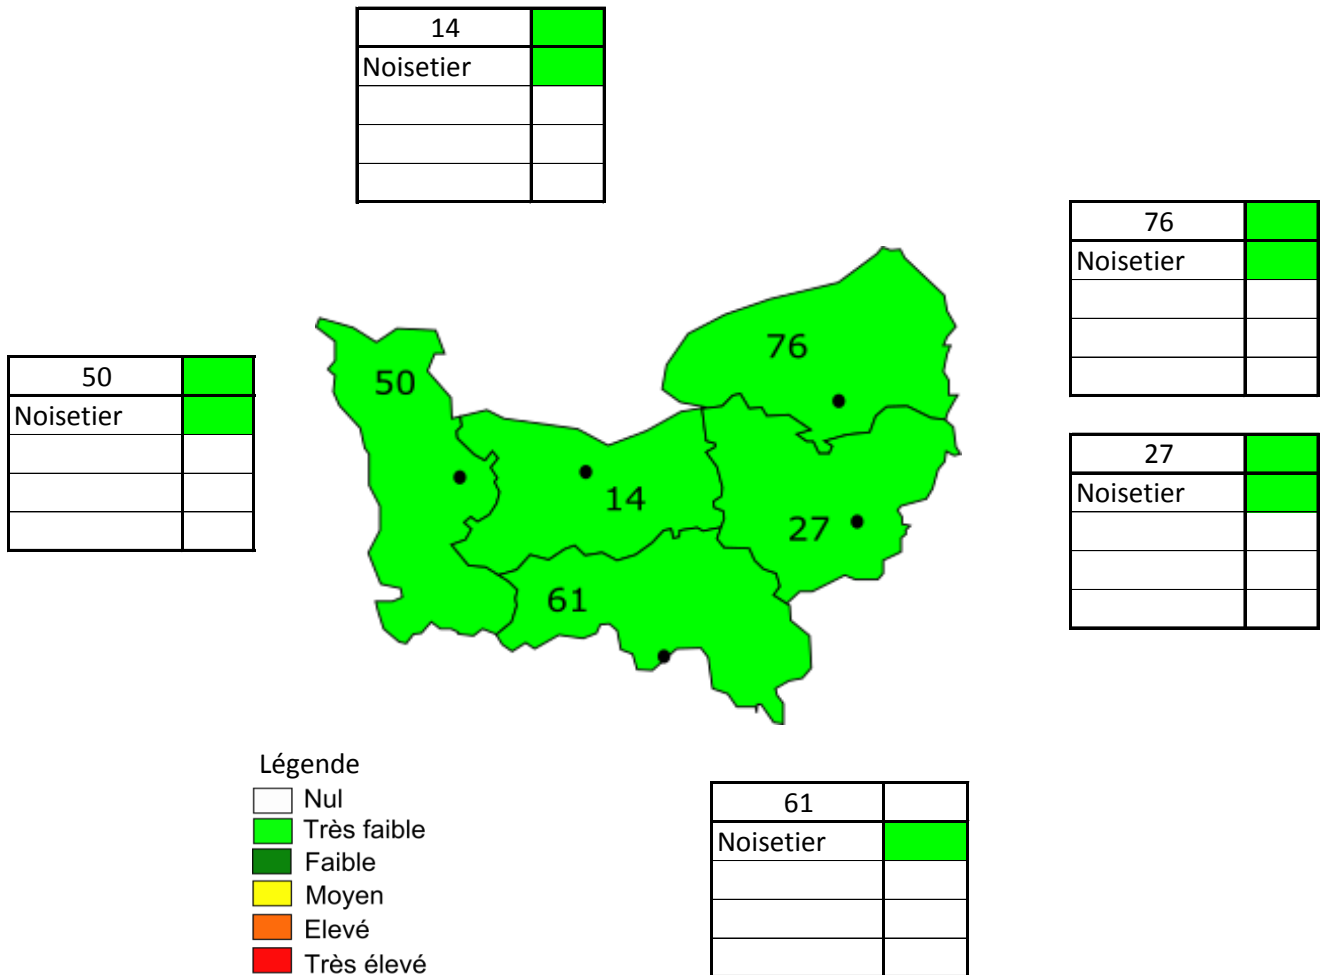 14
Noisetier
76
Noisetier
50
Noisetier
27
Noisetier
76
50
14
27
61
Légende
Nul
Très faible
Faible
Moyen
Elevé
Très élevé
61
Noisetier